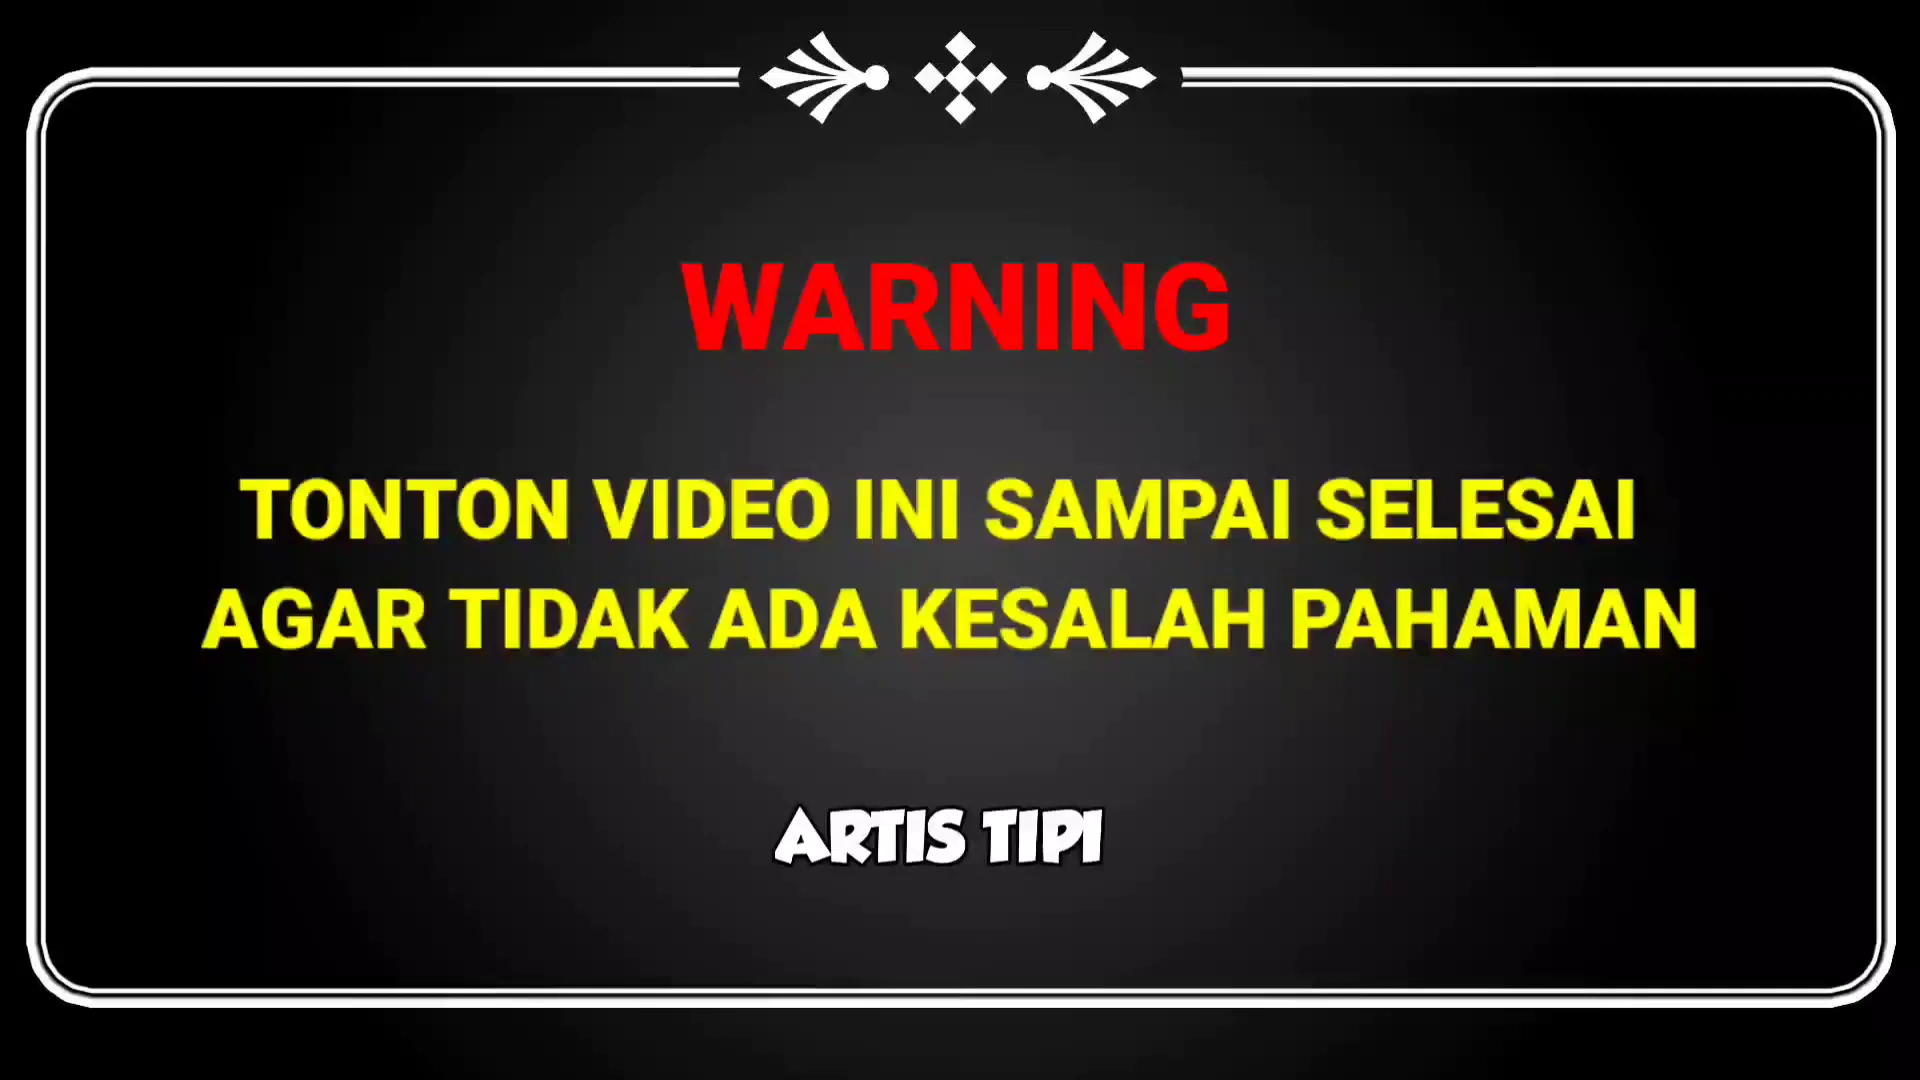 WARNING
TONTON VIDEO INI SAMPAI SELESAI
AGAR TIDAK ADA KESALAH PAHAMAN
ARTIS TIPI